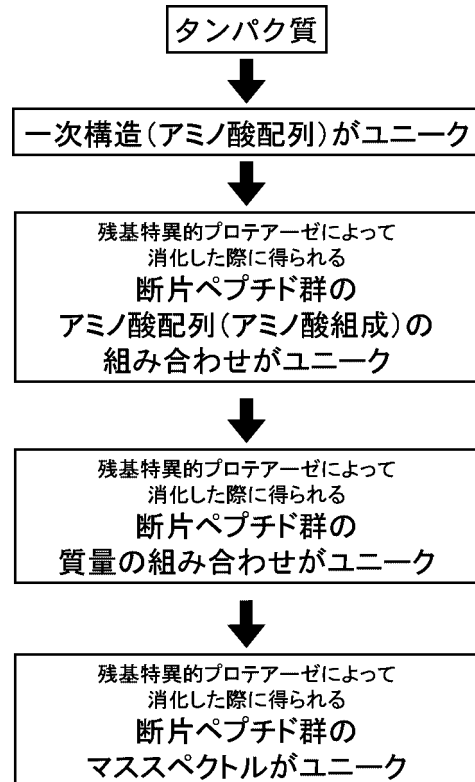 タンパク質
一次構造（アミノ酸配列）がユニーク
残基特異的プロテアーゼによって
消化した際に得られる
断片ペプチド群の
アミノ酸配列（アミノ酸組成）の
組み合わせがユニーク
残基特異的プロテアーゼによって
消化した際に得られる
断片ペプチド群の
質量の組み合わせがユニーク
残基特異的プロテアーゼによって
消化した際に得られる
断片ペプチド群の
マススペクトルがユニーク